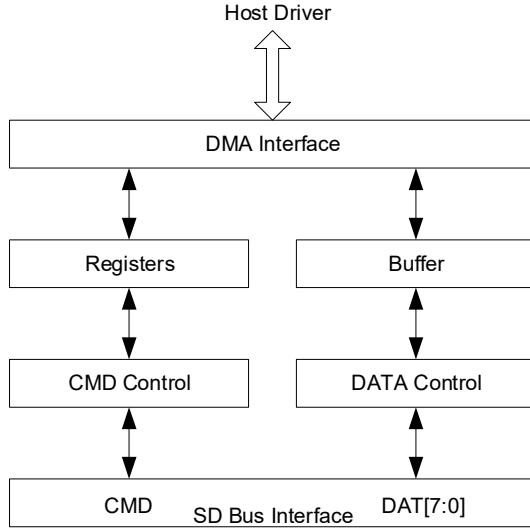 Host Driver
DMA Interface
Registers
Buffer
CMD Control
DATA Control
CMD
DAT[7:0]
SD Bus Interface